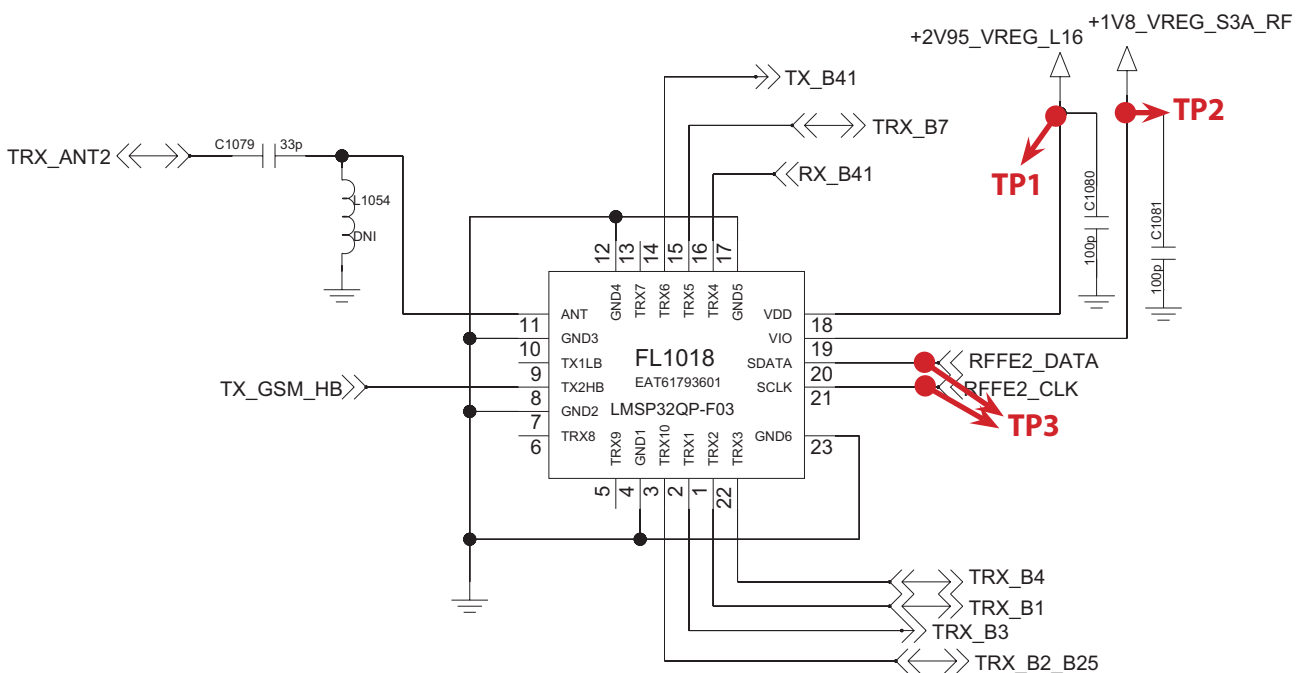 +1V8_VREG_S3A_RF
+2V95_VREG_L16
TX_B41
TP2
TRX_B7
C1079
33p
TRX_ANT2
RX_B41
TP1
L1054
C1080
C1081
DNI
100p
100p
12
13
14
15
16
17
GND4
TRX7
TRX6
TRX5
TRX4
GND5
ANT
VDD
11
18
GND3
VIO
10
19
TX1LB
FL1018
SDATA
RFFE2_DATA
9
EAT61793601
20
TX_GSM_HB
TX2HB
SCLK
RFFE2_CLK
8
21
GND2
LMSP32QP-F03
TP3
7
TRX8
GND6
6
23
TRX9
GND1
TRX10
TRX1
TRX2
TRX3
5
4
3
2
1
22
TRX_B4
TRX_B1
TRX_B3
TRX_B2_B25